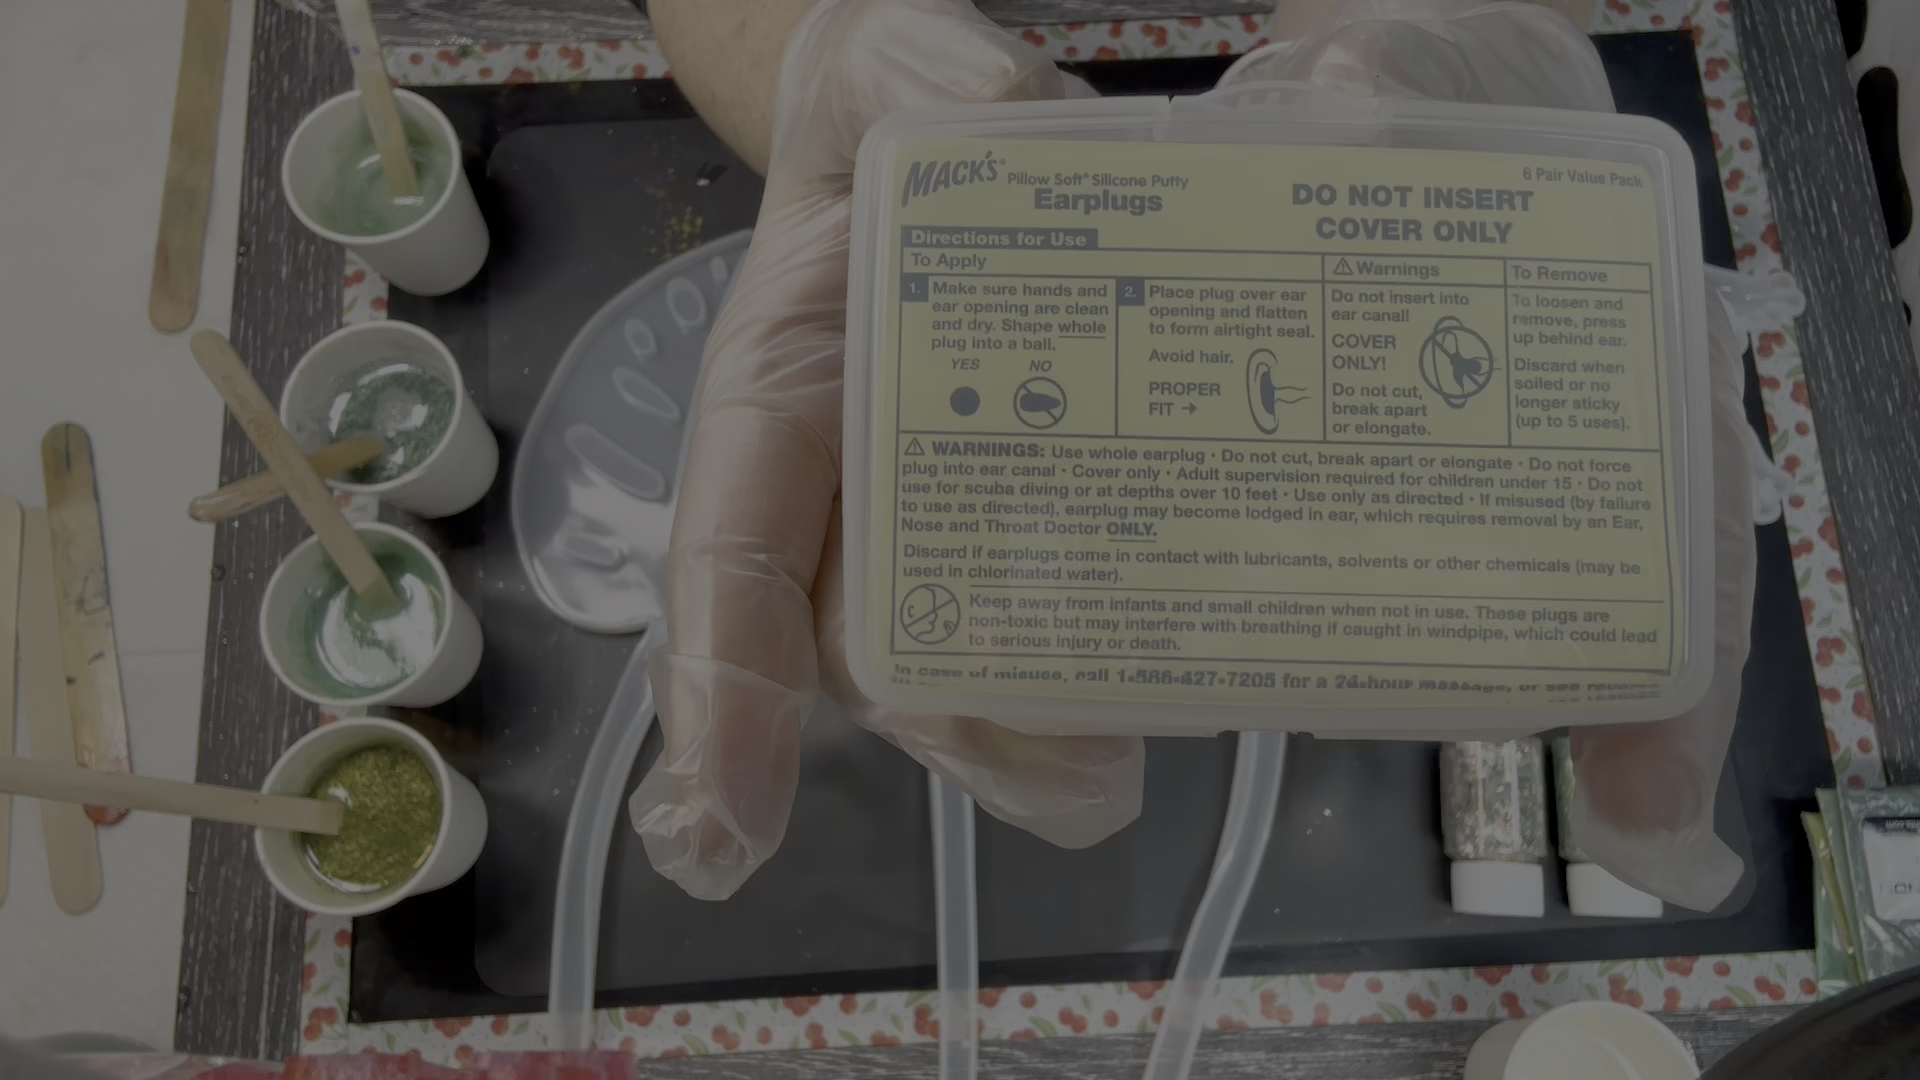 MACK'S® Pillow Soft® Silicone Putty
Earplugs
6 Pair Value Pack
DO NOT INSERT
COVER ONLY
Directions for Use
To Apply
1. Make sure hands and
ear opening are clean
and dry. Shape whole
plug into a ball.
YES NO
2. Place plug over ear
opening and flatten
to form airtight seal.
Avoid hair.
PROPER
FIT →
⚠ Warnings
Do not insert into
ear canal!
COVER
ONLY!
Do not cut,
break apart
or elongate.
To Remove
To loosen and
remove, press
up behind ear.
Discard when
soiled or no
longer sticky
(up to 5 uses).
⚠ WARNINGS: Use whole earplug • Do not cut, break apart or elongate • Do not force
plug into ear canal • Cover only • Adult supervision required for children under 15 • Do not
use for scuba diving or at depths over 10 feet • Use only as directed • If misused (by failure
to use as directed), earplug may become lodged in ear, which requires removal by an Ear,
Nose and Throat Doctor ONLY.
Discard if earplugs come in contact with lubricants, solvents or other chemicals (may be
used in chlorinated water).
Keep away from infants and small children when not in use. These plugs are
non-toxic but may interfere with breathing if caught in windpipe, which could lead
to serious injury or death.
In case of misuse, call 1-586-427-7205 for a 24-hour message, or see reverse